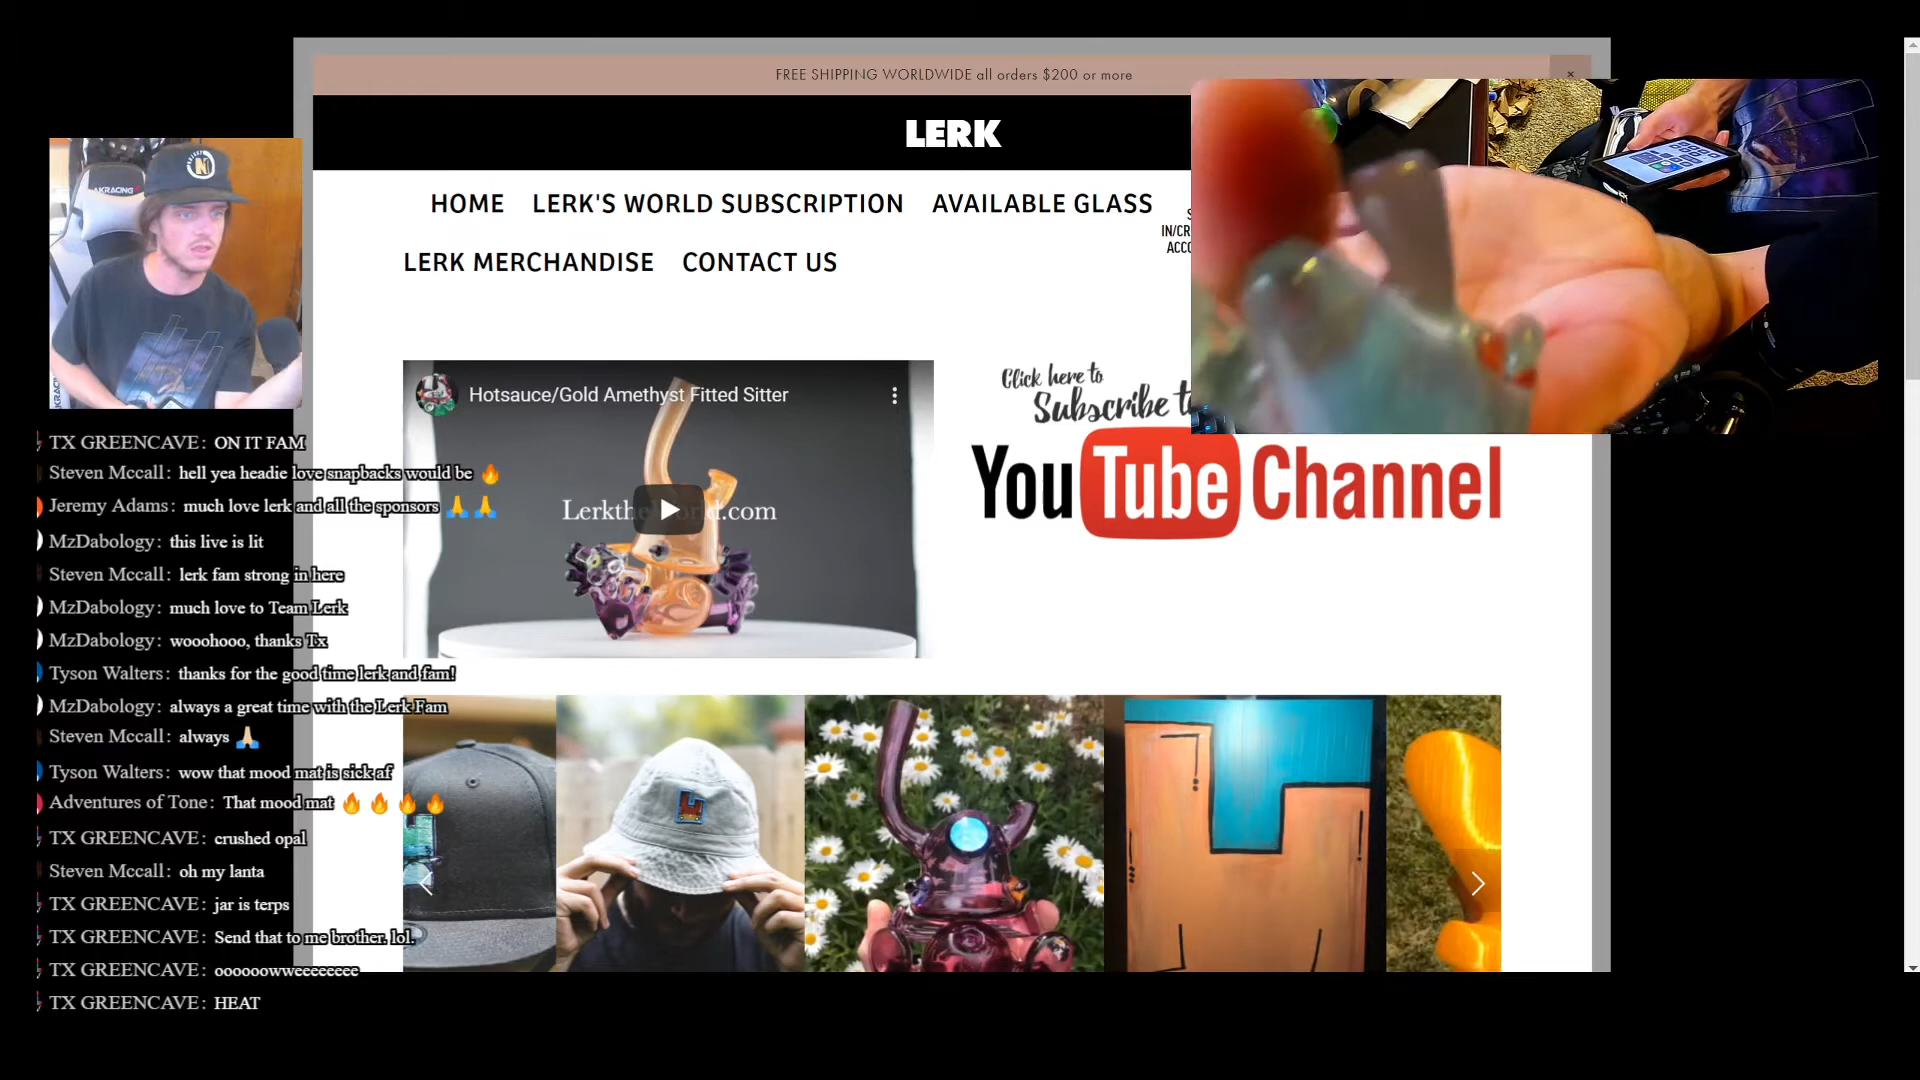 FREE SHIPPING WORLDWIDE all orders $200 or more
×
LERK
HOME LERK'S WORLD SUBSCRIPTION AVAILABLE GLASS
LERK MERCHANDISE CONTACT US
AKRACING
N
Click here to
Subscribe
YouTube Channel
Hotsauce/Gold Amethyst Fitted Sitter
TX GREENCAVE: ON IT FAM
Steven Mccall: hell yea headie love snapbacks would be 🔥
Jeremy Adams: much love lerk and all the sponsors 🙏🙏
MzDabology: this live is lit
Steven Mccall: lerk fam strong in here
MzDabology: much love to Team Lerk
MzDabology: wooohooo, thanks Tx
Tyson Walters: thanks for the good time lerk and fam!
MzDabology: always a great time with the Lerk Fam
Steven Mccall: always 🙏🏻
Tyson Walters: wow that mood mat is sick af
Adventures of Tone: That mood mat 🔥🔥🔥🔥
TX GREENCAVE: crushed opal
Steven Mccall: oh my lanta
TX GREENCAVE: jar is terps
TX GREENCAVE: Send that to me brother. lol.
TX GREENCAVE: oooooowweeeeeeee
TX GREENCAVE: HEAT